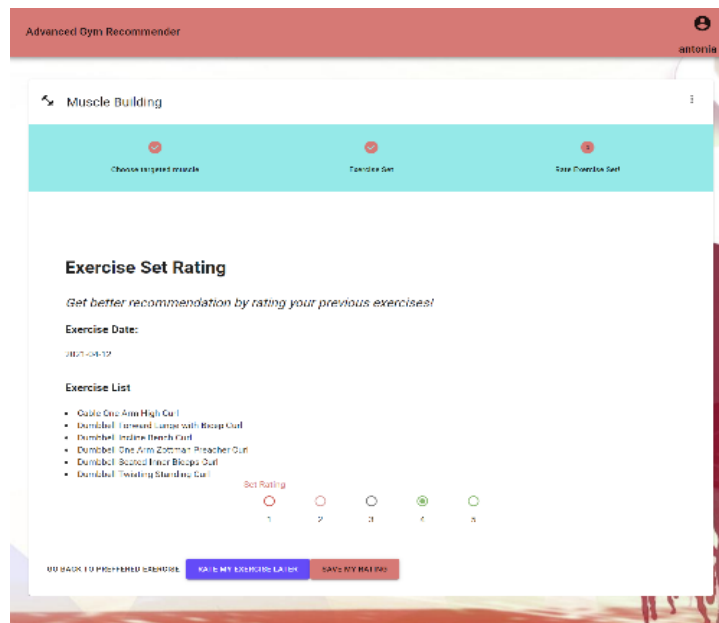 Advanced Gym Recommender
antonia
Muscle Building
Choose targeted muscle
Exercise Set
Rate Exercise Set!
Exercise Set Rating
Get better recommendation by rating your previous exercises!
Exercise Date:
2021-04-12
Exercise List
Cable One Arm High Curl
Dumbbell Forward Lunge with Bicep Curl
Dumbbell Incline Bench Curl
Dumbbell One Arm Zottman Preacher Curl
Dumbbell Seated Inner Biceps Curl
Dumbbell Twisting Standing Curl
Set Rating
1 2 3 4 5
GO BACK TO PREFFERED EXERCISE RATE MY EXERCISE LATER SAVE MY RATING